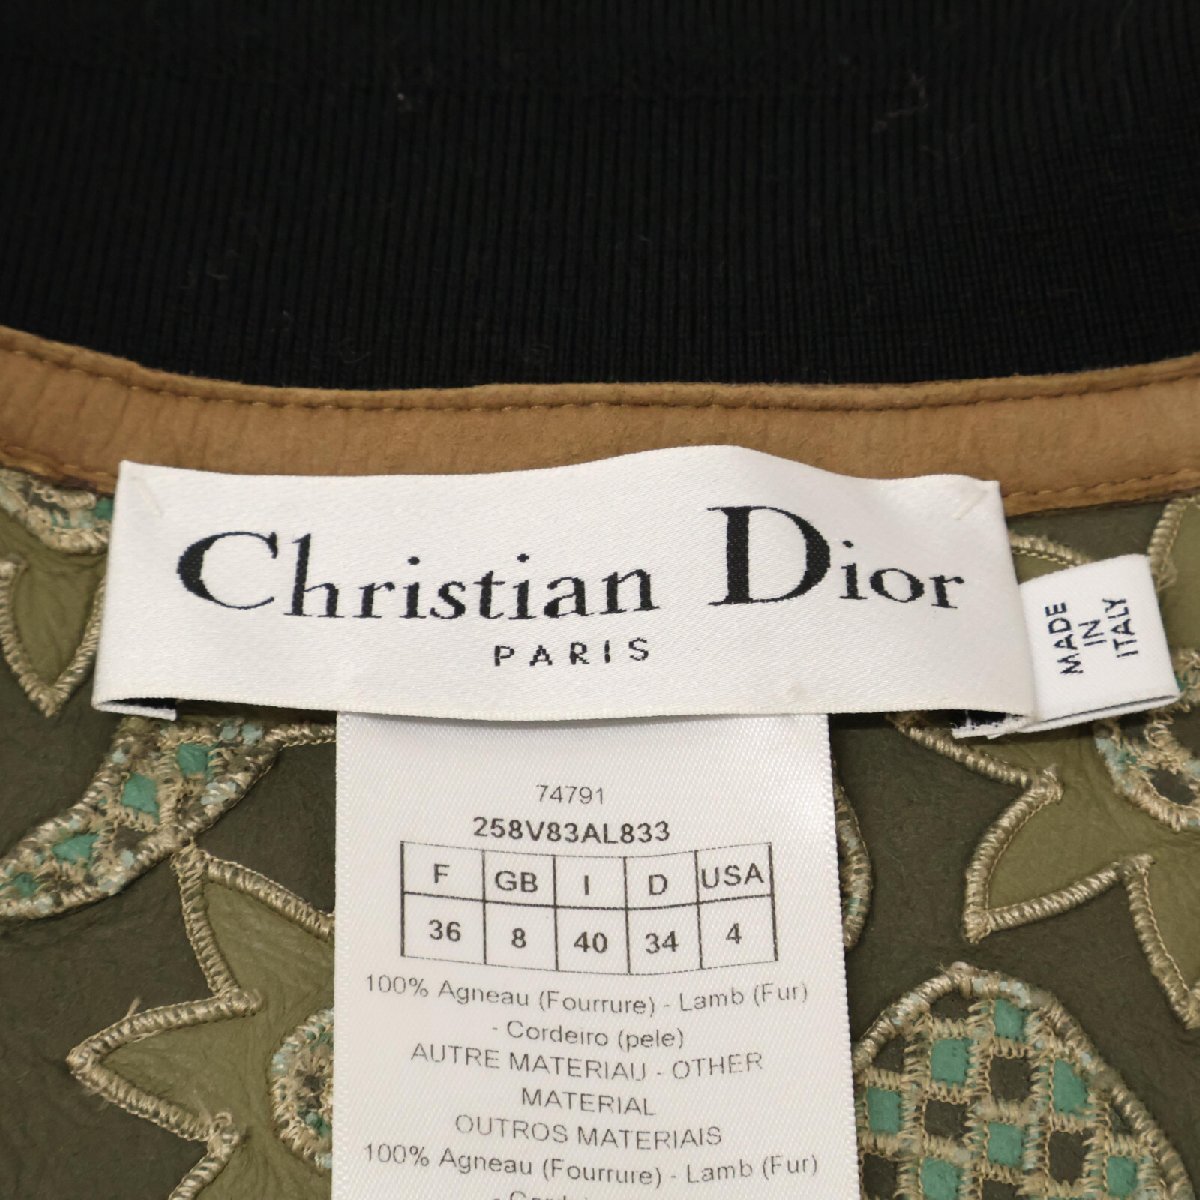 Christian Dior
PARIS
MADE
IN
ITALY
74791
258V83AL833
F GB I D USA
36 8 40 34 4
100% Agneau (Fourrure) - Lamb (Fur)
- Cordeiro (pele)
AUTRE MATERIAU - OTHER
MATERIAL
OUTROS MATERIAIS
100% Agneau (Fourrure) - Lamb (Fur)